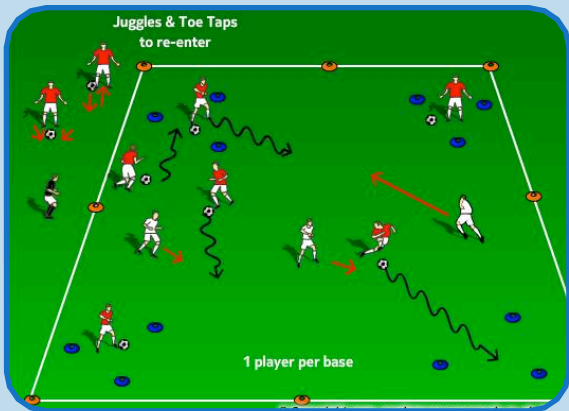 Juggles & Toe Taps
to re-enter
1 player per base